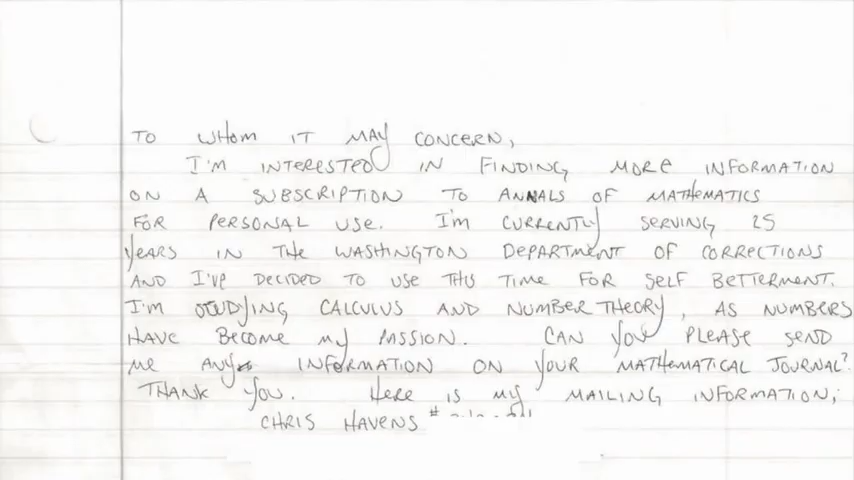 TO WHOM IT MAY CONCERN,
I'M INTERESTED IN FINDING MORE INFORMATION
ON A SUBSCRIPTION TO ANNALS OF MATHEMATICS
FOR PERSONAL USE. I'M CURRENTLY SERVING 25
YEARS IN THE WASHINGTON DEPARTMENT OF CORRECTIONS
AND I'VE DECIDED TO USE THIS TIME FOR SELF BETTERMENT.
I'M STUDYING CALCULUS AND NUMBER THEORY, AS NUMBERS
HAVE BECOME MY PASSION. CAN YOU PLEASE SEND
ME ANY INFORMATION ON YOUR MATHEMATICAL JOURNAL?
THANK YOU. HERE IS MY MAILING INFORMATION;
CHRIS HAVENS #